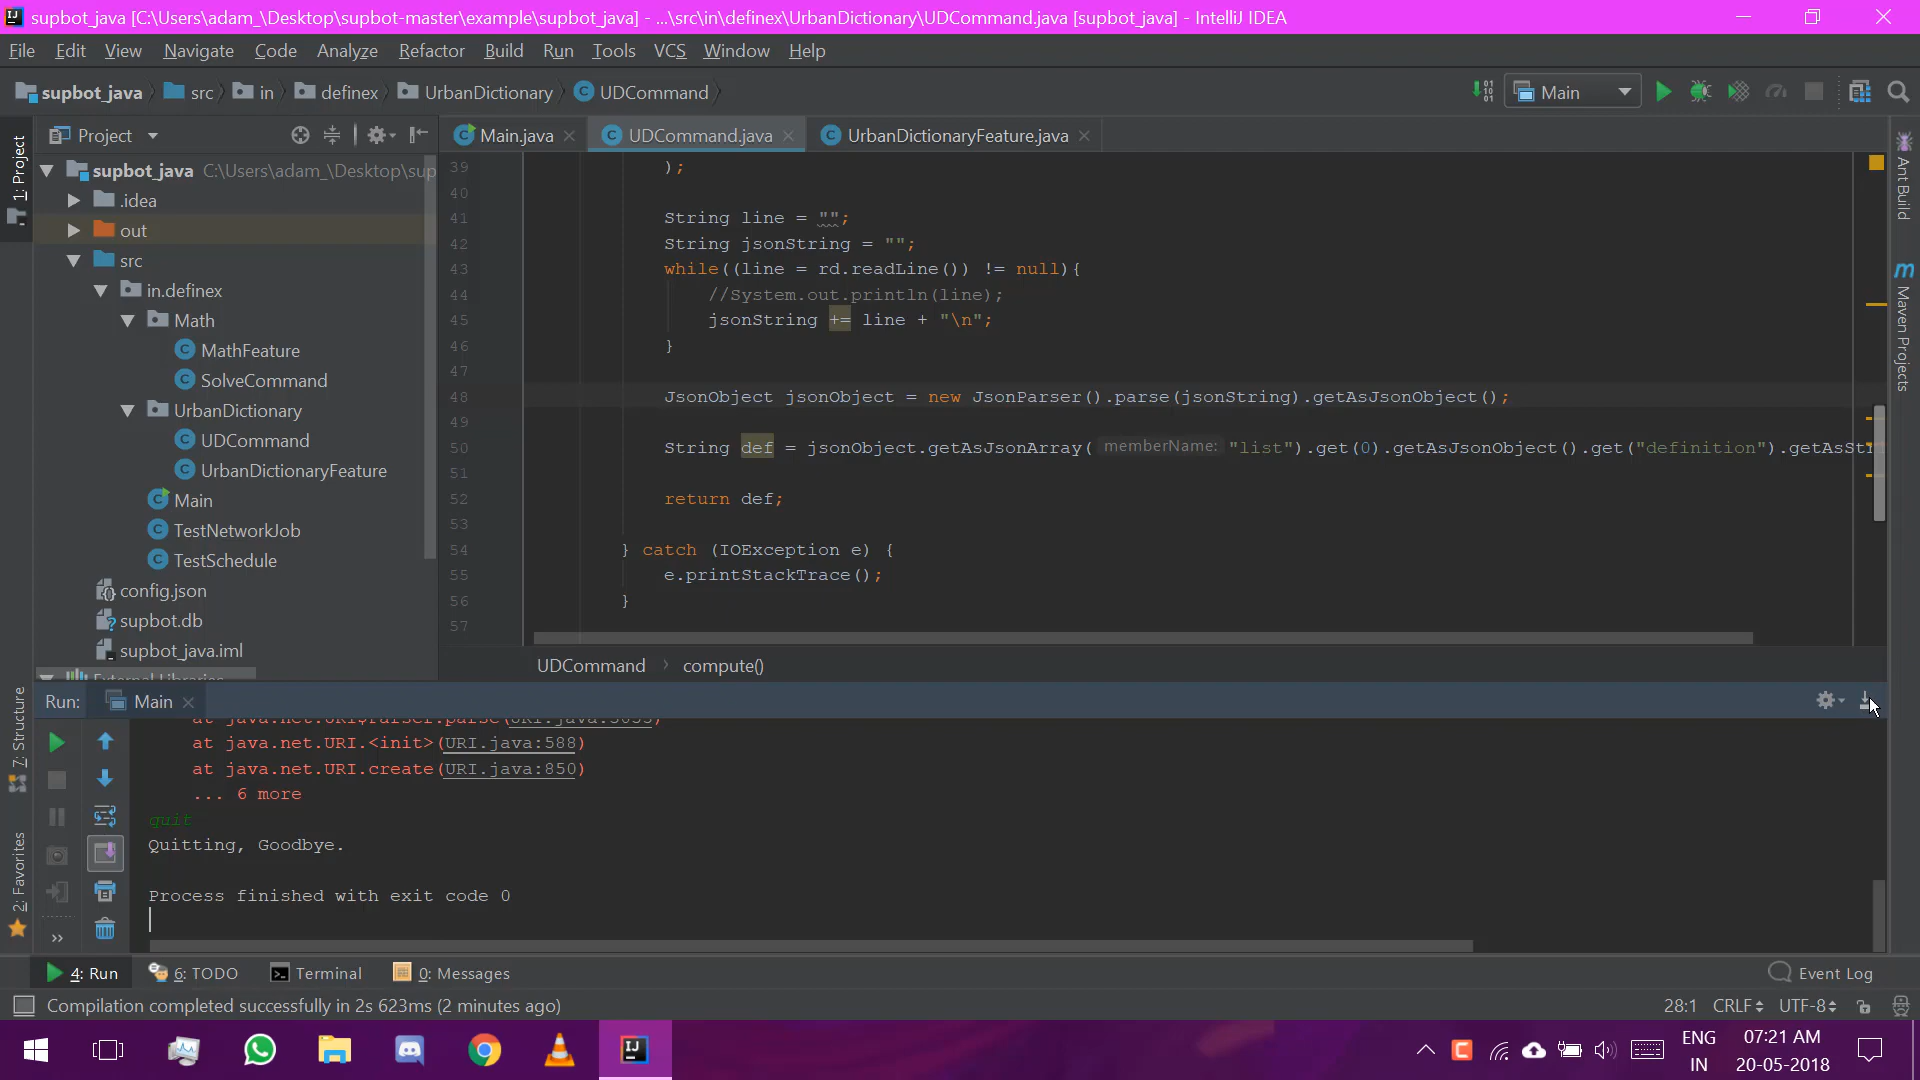 supbot_java [C:\Users\adam_\Desktop\supbot-master\example\supbot_java] - ...\src\in\definex\UrbanDictionary\UDCommand.java [supbot_java] - IntelliJ IDEA
File Edit View Navigate Code Analyze Refactor Build Run Tools VCS Window Help
supbot_java src in definex UrbanDictionary UDCommand Main
Project Main.java UDCommand.java UrbanDictionaryFeature.java
1: Project
7: Structure
2: Favorites
Ant Build
Maven Projects
supbot_java C:\Users\adam_\Desktop\sup
.idea
out
src
in.definex
Math
MathFeature
SolveCommand
UrbanDictionary
UDCommand
UrbanDictionaryFeature
Main
TestNetworkJob
TestSchedule
config.json
supbot.db
supbot_java.iml
External Libraries
39 );
40
41 String line = "";
42 String jsonString = "";
43 while((line = rd.readLine()) != null){
44 //System.out.println(line);
45 jsonString += line + "\n";
46 }
47
48 JsonObject jsonObject = new JsonParser().parse(jsonString).getAsJsonObject();
49
50 String def = jsonObject.getAsJsonArray( memberName: "list").get(0).getAsJsonObject().get("definition").getAsStr
51
52 return def;
53
54 } catch (IOException e) {
55 e.printStackTrace();
56 }
57
UDCommand compute()
Run: Main
at java.net.URI$Parser.parse(
at java.net.URI.<init>(URI.java:588)
at java.net.URI.create(URI.java:850)
... 6 more
quit
Quitting, Goodbye.
Process finished with exit code 0
4: Run 6: TODO Terminal 0: Messages Event Log
Compilation completed successfully in 2s 623ms (2 minutes ago) 28:1 CRLF UTF-8
ENG 07:21 AM
IN 20-05-2018